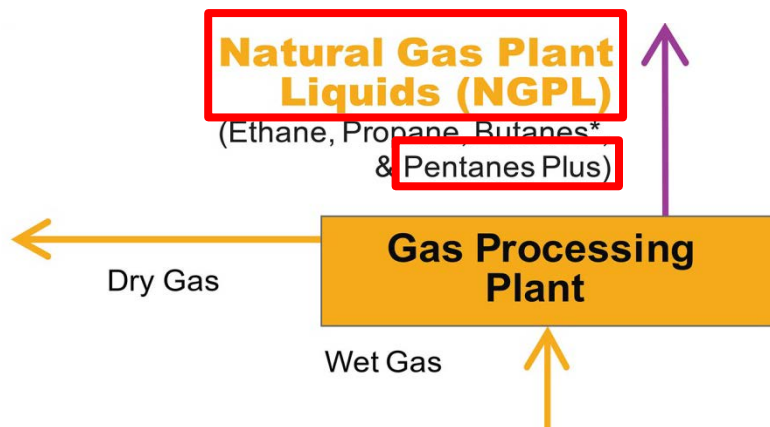 Natural Gas Plant
Liquids (NGPL)
(Ethane, Propane, Butanes*,
& Pentanes Plus)
Gas Processing
Plant
Dry Gas
Wet Gas